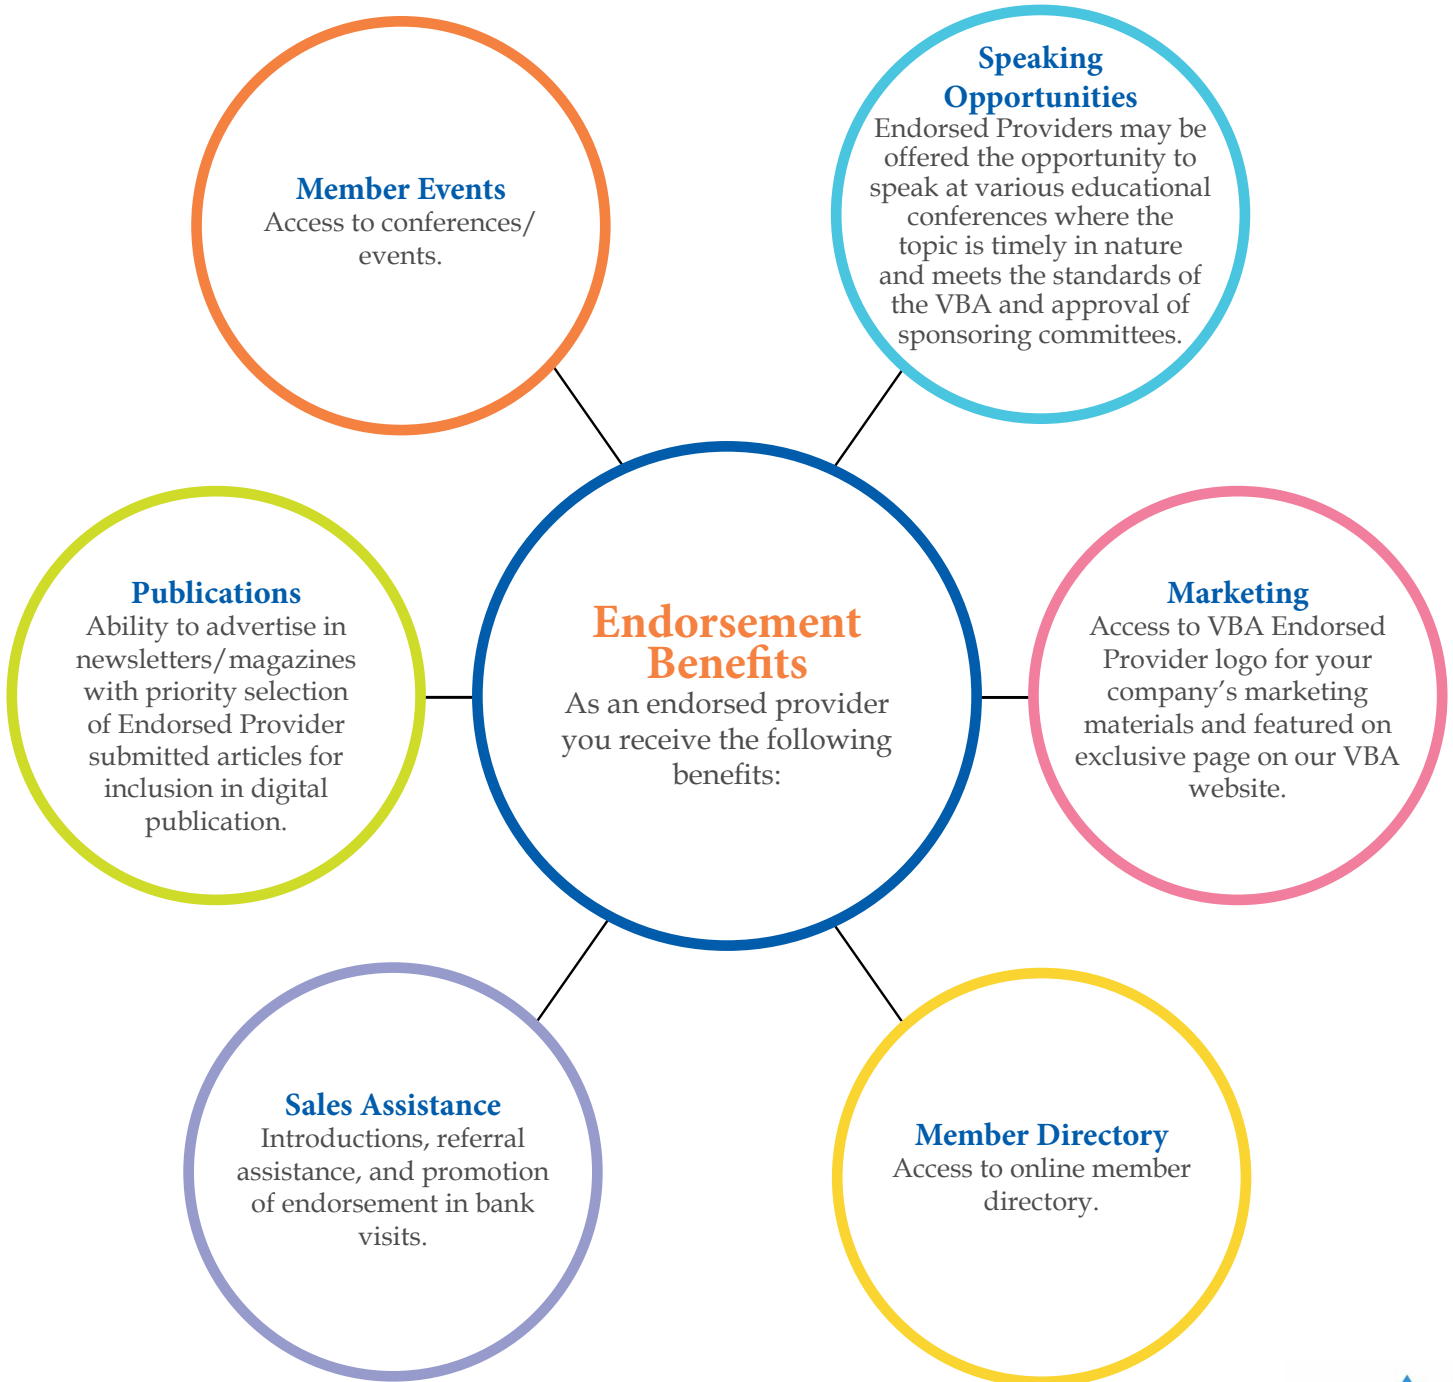 Member Events
Access to conferences/
events.
Speaking
Opportunities
Endorsed Providers may be
offered the opportunity to
speak at various educational
conferences where the
topic is timely in nature
and meets the standards of
the VBA and approval of
sponsoring committees.
Publications
Ability to advertise in
newsletters/magazines
with priority selection
of Endorsed Provider
submitted articles for
inclusion in digital
publication.
Endorsement
Benefits
As an endorsed provider
you receive the following
benefits:
Marketing
Access to VBA Endorsed
Provider logo for your
company's marketing
materials and featured on
exclusive page on our VBA
website.
Sales Assistance
Introductions, referral
assistance, and promotion
of endorsement in bank
visits.
Member Directory
Access to online member
directory.